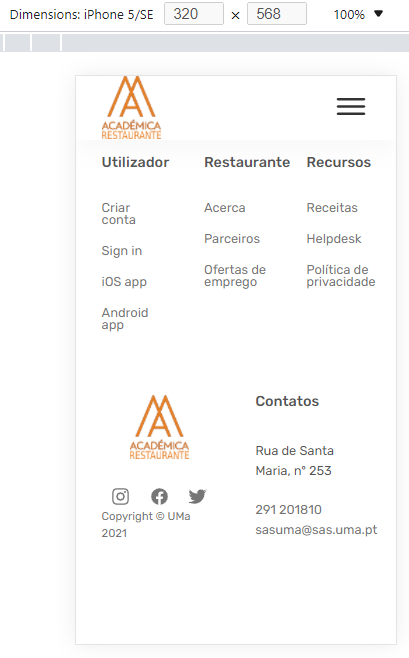 Dimensions: iPhone 5/SE 320 × 568 100%
ACADÉMICA
RESTAURANTE
Utilizador Restaurante Recursos
Criar conta Acerca Receitas
Sign in Parceiros Helpdesk
iOS app Ofertas de emprego Política de privacidade
Android app
ACADÉMICA
RESTAURANTE
Copyright © UMa
2021
Contatos
Rua de Santa
Maria, nº 253
291 201810
sasuma@sas.uma.pt